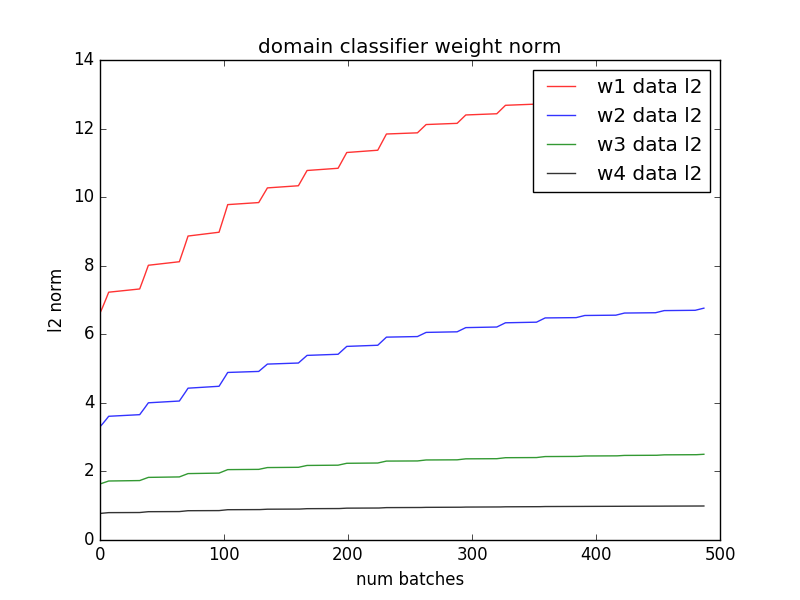 domain classifier weight norm
14
12
10
8
6
4
2
0
l2 norm
w1 data l2
w2 data l2
w3 data l2
w4 data l2
0 100 200 300 400 500
num batches